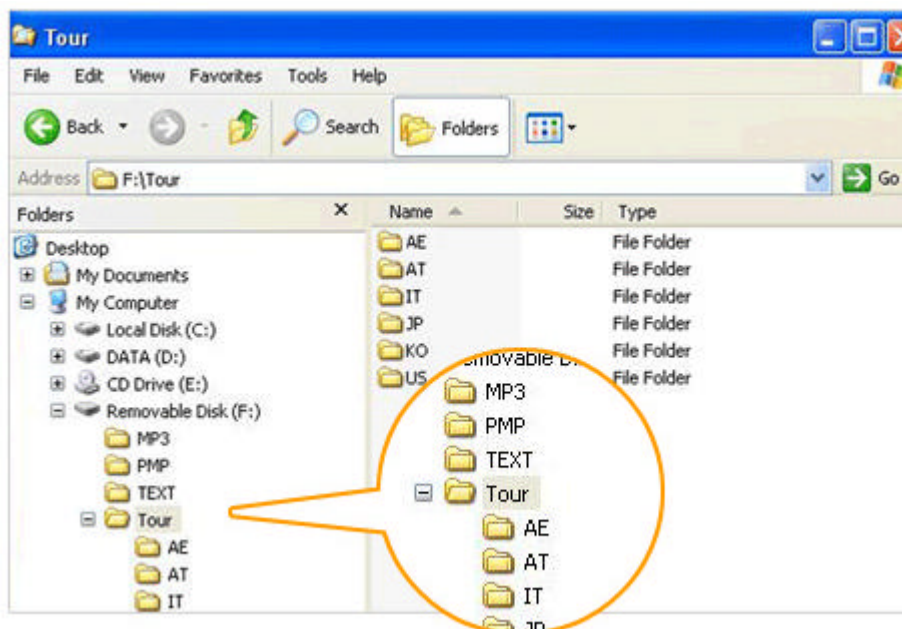 Tour
File Edit View Favorites Tools Help
Back Search Folders
Address F:\Tour Go
Folders X Name Size Type
Desktop
My Documents
My Computer
Local Disk (C:)
DATA (D:)
CD Drive (E:)
Removable Disk (F:)
MP3
PMP
TEXT
Tour
AE
AT
IT
AE File Folder
AT File Folder
IT File Folder
JP File Folder
KO File Folder
US File Folder
MP3
PMP
TEXT
Tour
AE
AT
IT
JP